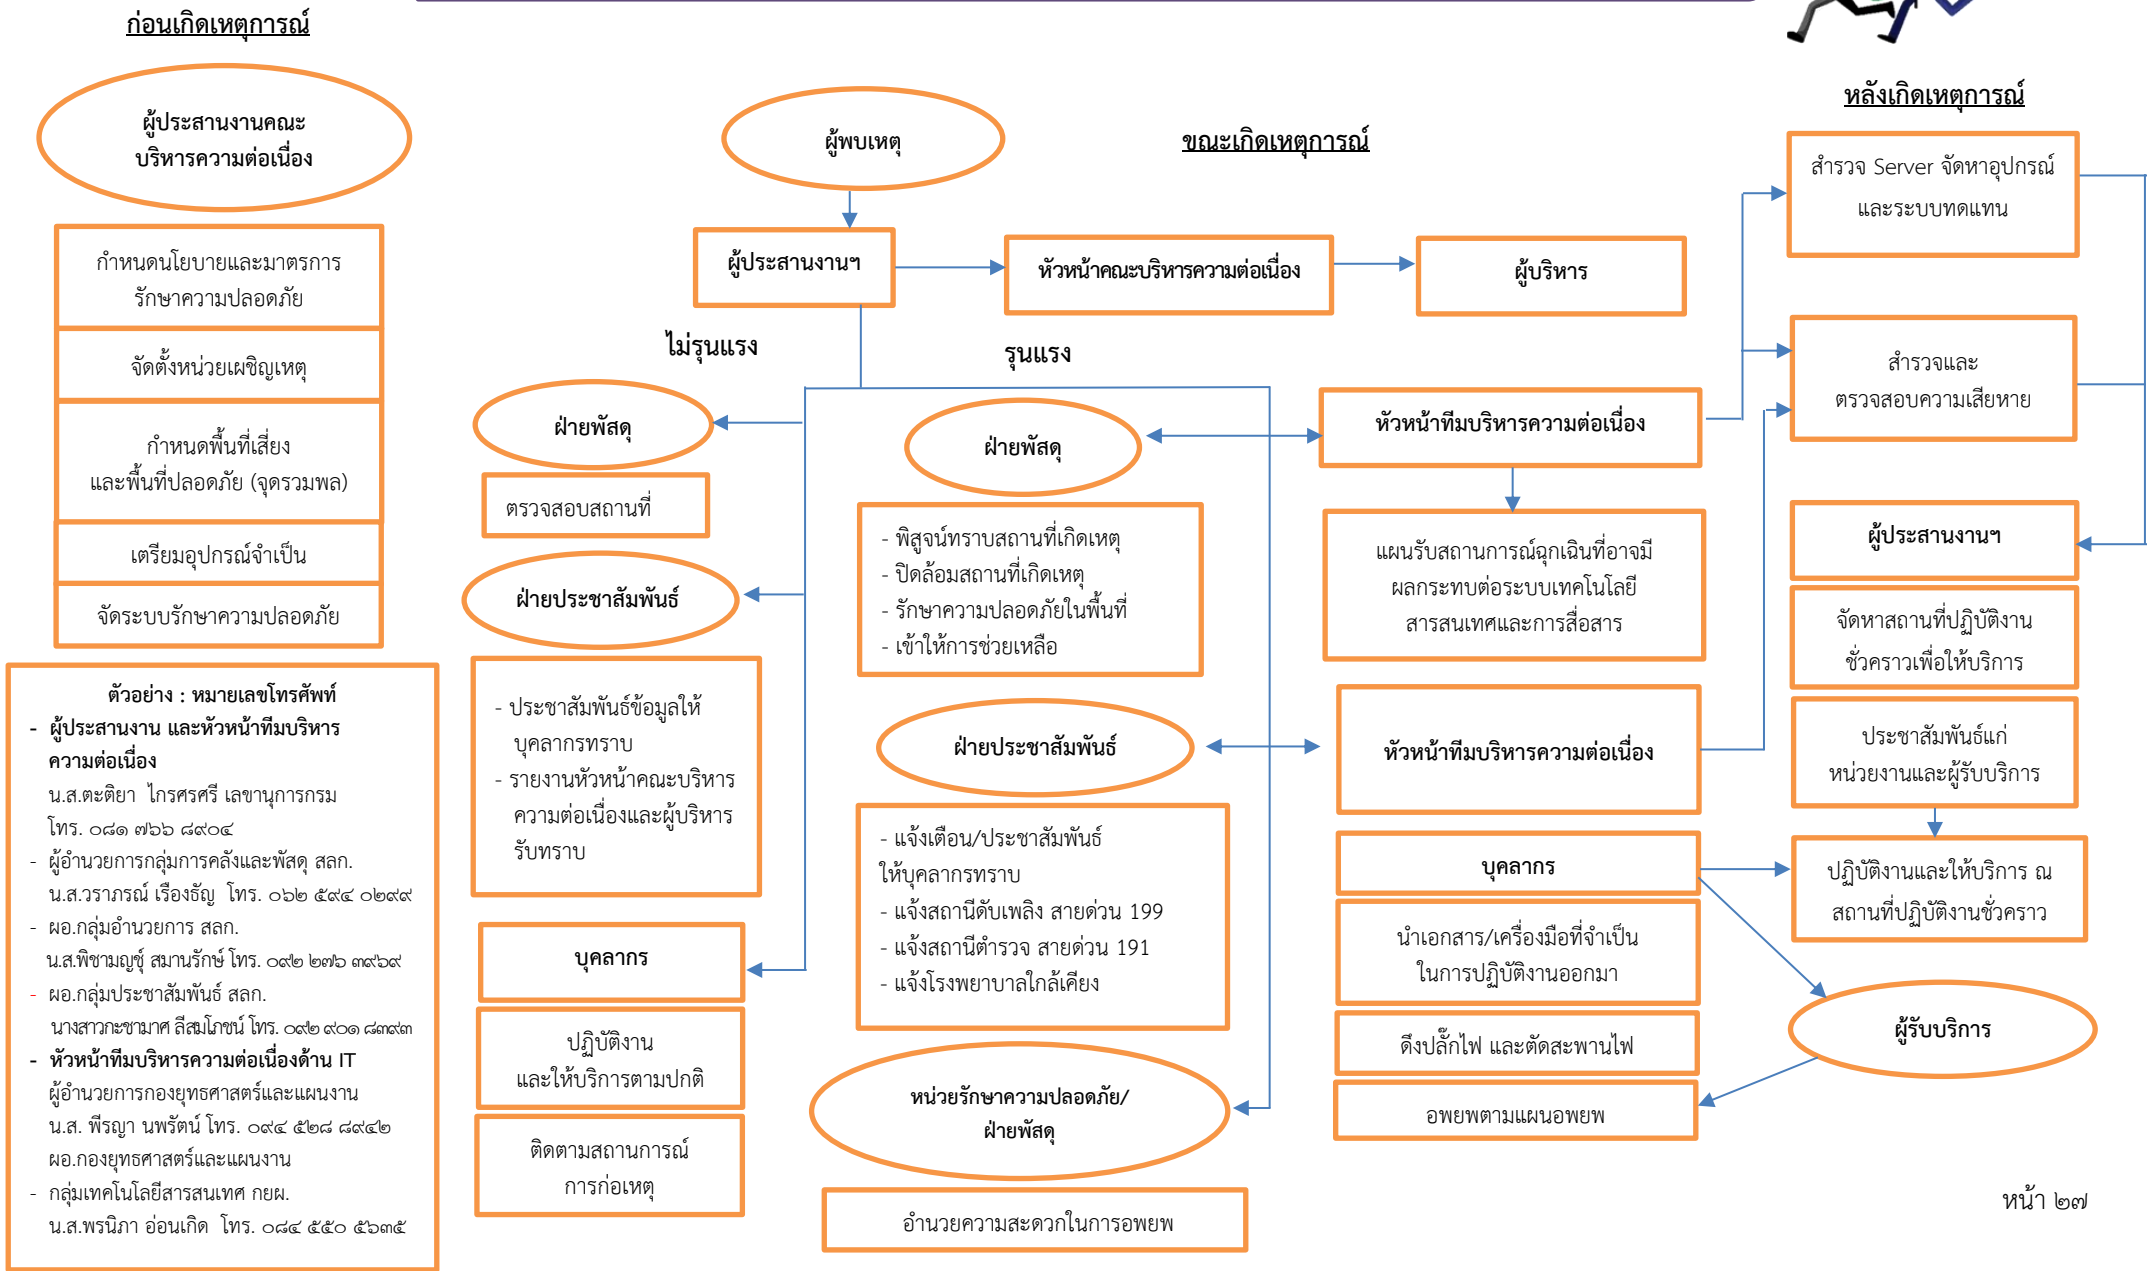 ก่อนเกิดเหตุการณ์
ผู้ประสานงานคณะ
บริหารความต่อเนื่อง
กำหนดนโยบายและมาตรการ
รักษาความปลอดภัย
จัดตั้งหน่วยเผชิญเหตุ
กำหนดพื้นที่เสี่ยง
และพื้นที่ปลอดภัย (จุดรวมพล)
เตรียมอุปกรณ์จำเป็น
จัดระบบรักษาความปลอดภัย
ตัวอย่าง : หมายเลขโทรศัพท์
- ผู้ประสานงาน และหัวหน้าทีมบริหาร
ความต่อเนื่อง
น.ส.ตะติยา ไกรศรศรี เลขานุการกรม
โทร. ๐๘๑ ๗๖๖ ๘๙๐๔
- ผู้อำนวยการกลุ่มการคลังและพัสดุ สลก.
น.ส.วราภรณ์ เรืองธัญ โทร. ๐๖๒ ๕๙๔ ๐๒๙๙
- ผอ.กลุ่มอำนวยการ สลก.
น.ส.พิชามญชุ์ สมานรักษ์ โทร. ๐๙๒ ๒๗๖ ๓๙๖๙
- ผอ.กลุ่มประชาสัมพันธ์ สลก.
นางสาวกะชามาศ ลีสมโภชน์ โทร. ๐๙๒ ๙๐๑ ๘๓๙๓
- หัวหน้าทีมบริหารความต่อเนื่องด้าน IT
ผู้อำนวยการกองยุทธศาสตร์และแผนงาน
น.ส. พีรญา นพรัตน์ โทร. ๐๙๔ ๕๒๘ ๘๙๔๒
ผอ.กองยุทธศาสตร์และแผนงาน
- กลุ่มเทคโนโลยีสารสนเทศ กยผ.
น.ส.พรนิภา อ่อนเกิด โทร. ๐๘๔ ๕๕๐ ๕๖๓๕
ขณะเกิดเหตุการณ์
ผู้พบเหตุ
ผู้ประสานงานฯ
หัวหน้าคณะบริหารความต่อเนื่อง
ผู้บริหาร
ไม่รุนแรง
รุนแรง
ฝ่ายพัสดุ
ตรวจสอบสถานที่
ฝ่ายประชาสัมพันธ์
- ประชาสัมพันธ์ข้อมูลให้
บุคลากรทราบ
- รายงานหัวหน้าคณะบริหาร
ความต่อเนื่องและผู้บริหาร
รับทราบ
บุคลากร
ปฏิบัติงาน
และให้บริการตามปกติ
ติดตามสถานการณ์
การก่อเหตุ
ฝ่ายพัสดุ
- พิสูจน์ทราบสถานที่เกิดเหตุ
- ปิดล้อมสถานที่เกิดเหตุ
- รักษาความปลอดภัยในพื้นที่
- เข้าให้การช่วยเหลือ
ฝ่ายประชาสัมพันธ์
- แจ้งเตือน/ประชาสัมพันธ์
ให้บุคลากรทราบ
- แจ้งสถานีดับเพลิง สายด่วน 199
- แจ้งสถานีตำรวจ สายด่วน 191
- แจ้งโรงพยาบาลใกล้เคียง
หน่วยรักษาความปลอดภัย/
ฝ่ายพัสดุ
อำนวยความสะดวกในการอพยพ
หัวหน้าทีมบริหารความต่อเนื่อง
แผนรับสถานการณ์ฉุกเฉินที่อาจมี
ผลกระทบต่อระบบเทคโนโลยี
สารสนเทศและการสื่อสาร
หัวหน้าทีมบริหารความต่อเนื่อง
บุคลากร
นำเอกสาร/เครื่องมือที่จำเป็น
ในการปฏิบัติงานออกมา
ดึงปลั๊กไฟ และตัดสะพานไฟ
อพยพตามแผนอพยพ
หลังเกิดเหตุการณ์
สำรวจ Server จัดหาอุปกรณ์
และระบบทดแทน
สำรวจและ
ตรวจสอบความเสียหาย
ผู้ประสานงานฯ
จัดหาสถานที่ปฏิบัติงาน
ชั่วคราวเพื่อให้บริการ
ประชาสัมพันธ์แก่
หน่วยงานและผู้รับบริการ
ปฏิบัติงานและให้บริการ ณ
สถานที่ปฏิบัติงานชั่วคราว
ผู้รับบริการ
หน้า ๒๗